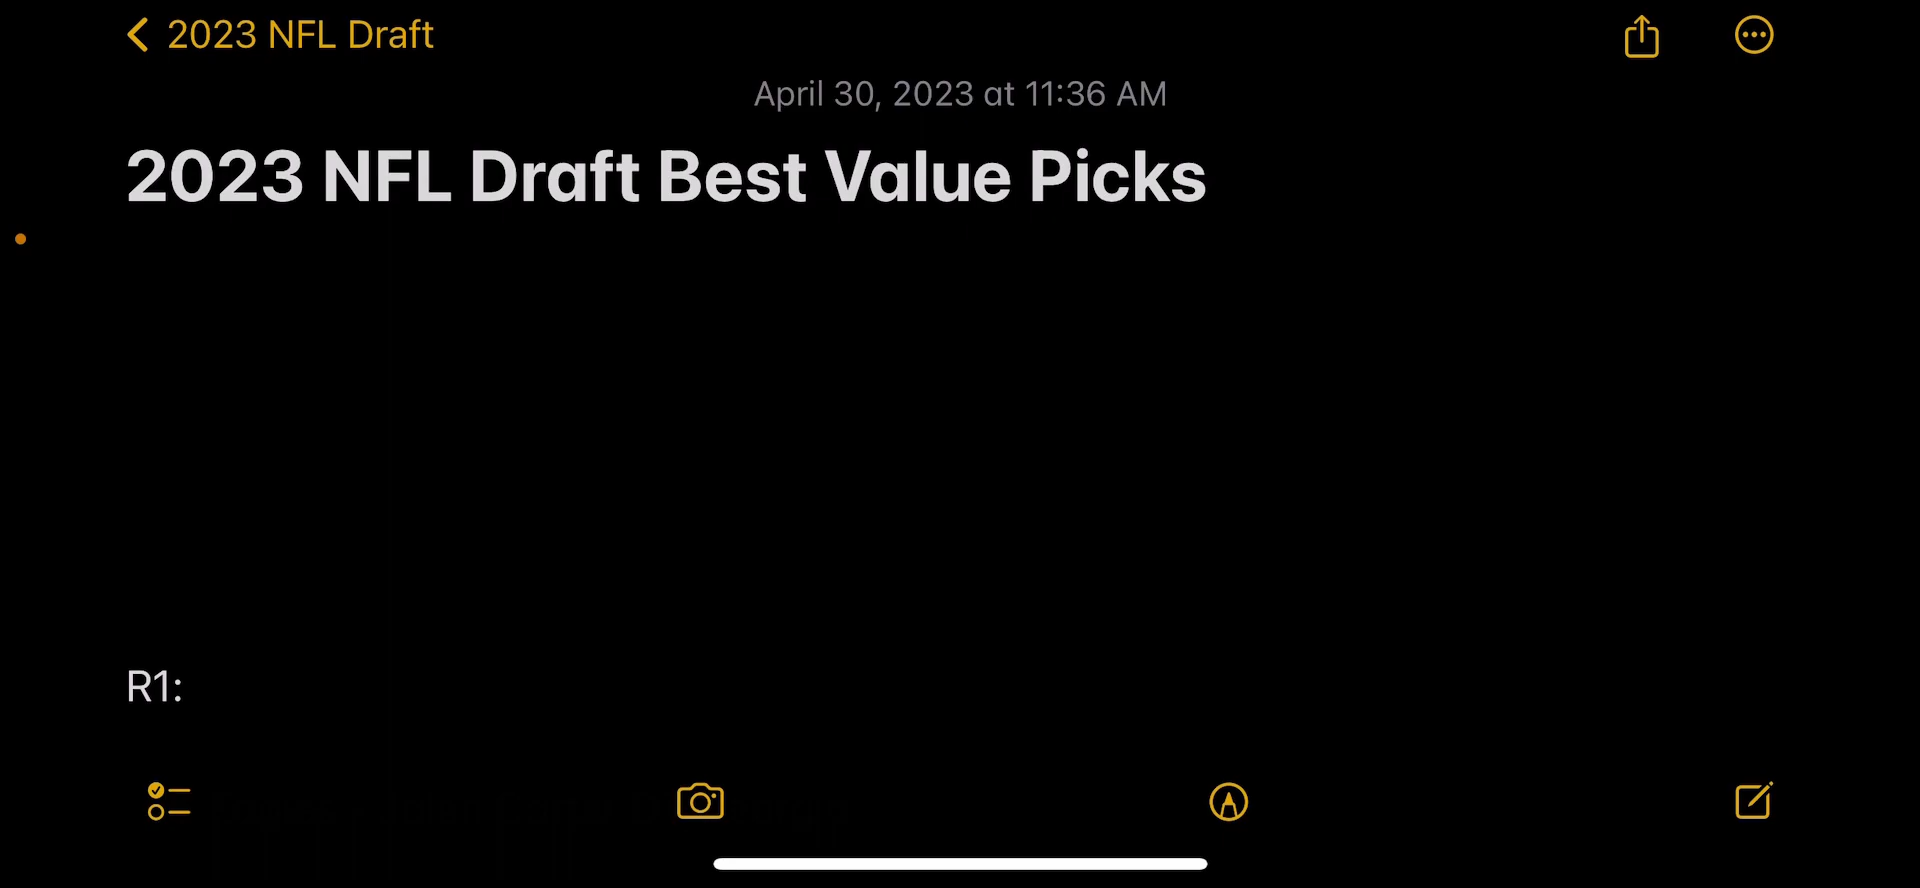 2023 NFL Draft
April 30, 2023 at 11:36 AM
2023 NFL Draft Best Value Picks
R1: